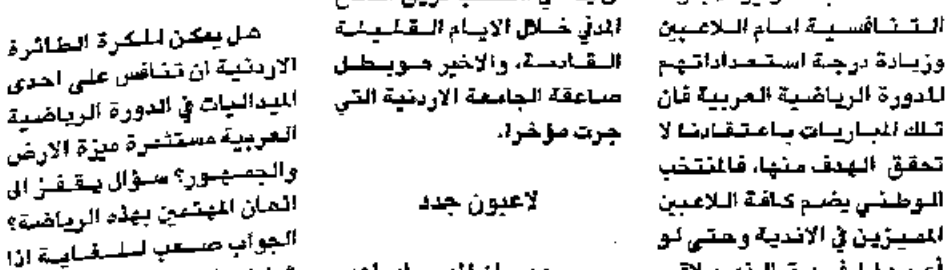 التنافسية امام اللاعبين
وزيادة درجة استعداداتهم
للدورة الرياضية العربية فان
تلك المباريات باعتقادنا لا
تحقق الهدف منها، فالمنتخب
الوطني يضم كافة اللاعبين
المميزين في الاندية وحتى لو
المدني خلال الايام القليلة
القادمة، والاخير هو بطل
صاعقة الجامعة الاردنية التي
جرت مؤخرا.
لاعبون جدد
هل يمكن للكرة الطائرة
الاردنية ان تنافس على احدى
الميداليات في الدورة الرياضية
العربية مستثمرة ميزة الارض
والجمهور؟ سؤال يقفز الى
اذهان المهتمين بهذه الرياضة؟
الجواب صعب للغاية اذا